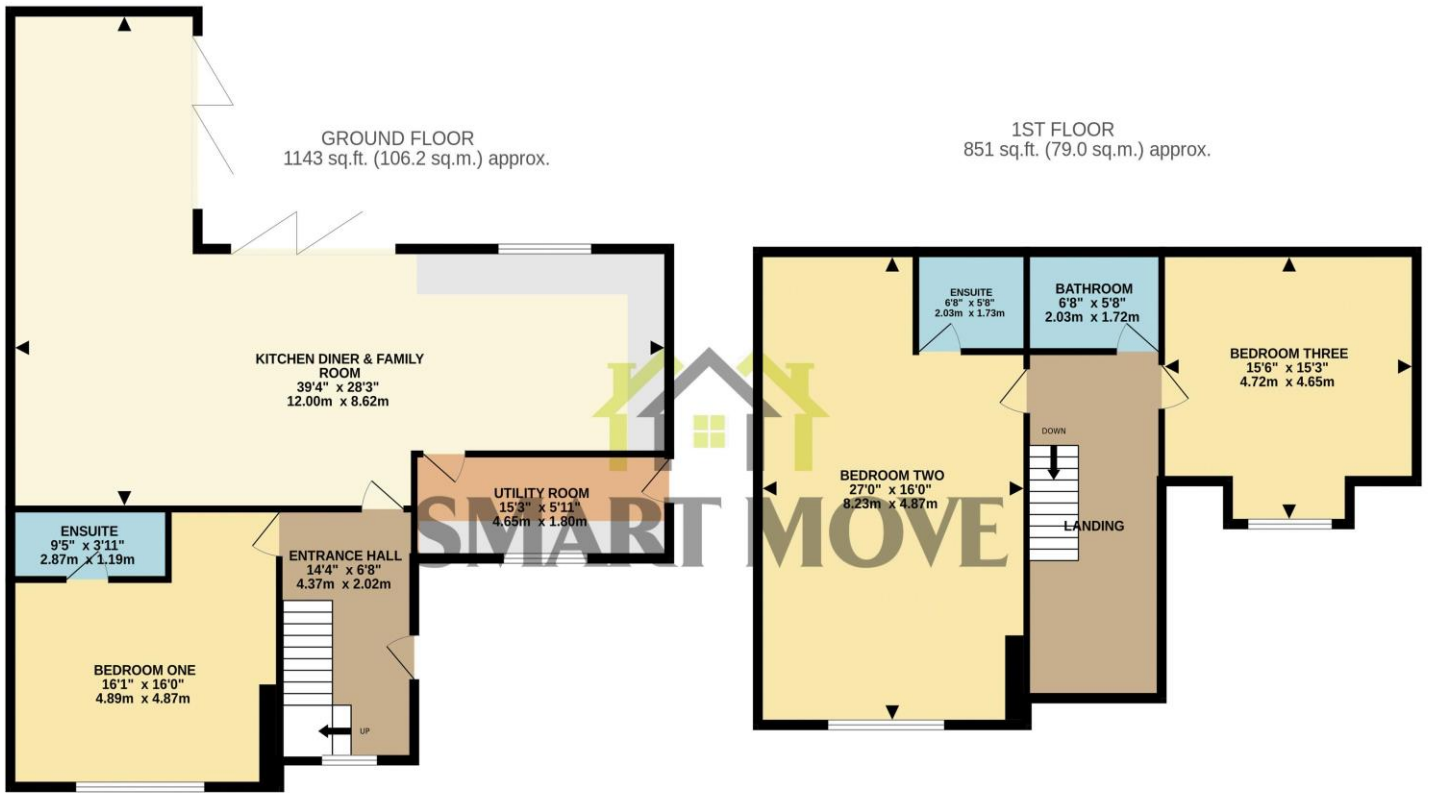 GROUND FLOOR
1143 sq.ft. (106.2 sq.m.) approx.
KITCHEN DINER & FAMILY
ROOM
39'4" x 28'3"
12.00m x 8.62m
UTILITY ROOM
15'3" x 5'11"
4.65m x 1.80m
ENSUITE
9'5" x 3'11"
2.87m x 1.19m
ENTRANCE HALL
14'4" x 6'8"
4.37m x 2.02m
BEDROOM ONE
16'1" x 16'0"
4.89m x 4.87m
UP
1ST FLOOR
851 sq.ft. (79.0 sq.m.) approx.
ENSUITE
6'8" x 5'8"
2.03m x 1.73m
BATHROOM
6'8" x 5'8"
2.03m x 1.72m
BEDROOM THREE
15'6" x 15'3"
4.72m x 4.65m
DOWN
BEDROOM TWO
27'0" x 16'0"
8.23m x 4.87m
LANDING
SMART MOVE